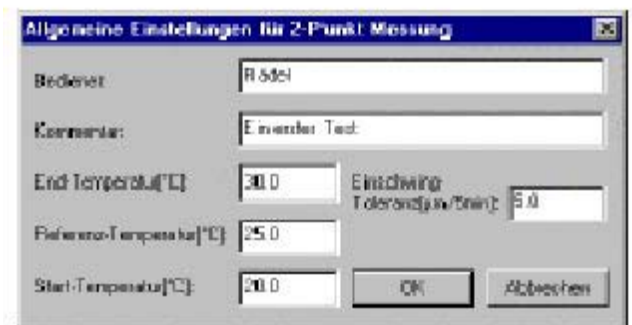 Allgemeine Einstellungen für 2-Punkt Messung
Bediener:
Rädel
Kommentar:
Test
End-Temperatur[°C]:
30.0
Einschwing
Toleranz[µm/5min]:
5.0
Referenz-Temperatur[°C]:
25.0
Start-Temperatur[°C]:
20.0
OK
Abbrechen